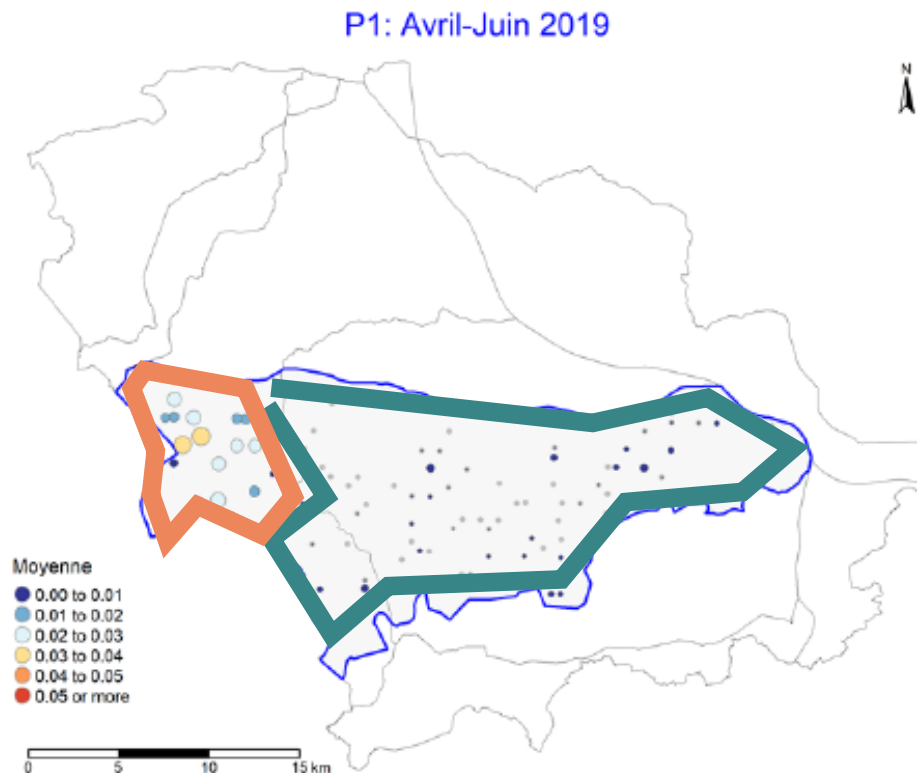 P1: Avril-Juin 2019
N
Moyenne
0.00 to 0.01
0.01 to 0.02
0.02 to 0.03
0.03 to 0.04
0.04 to 0.05
0.05 or more
0 5 10 15 km